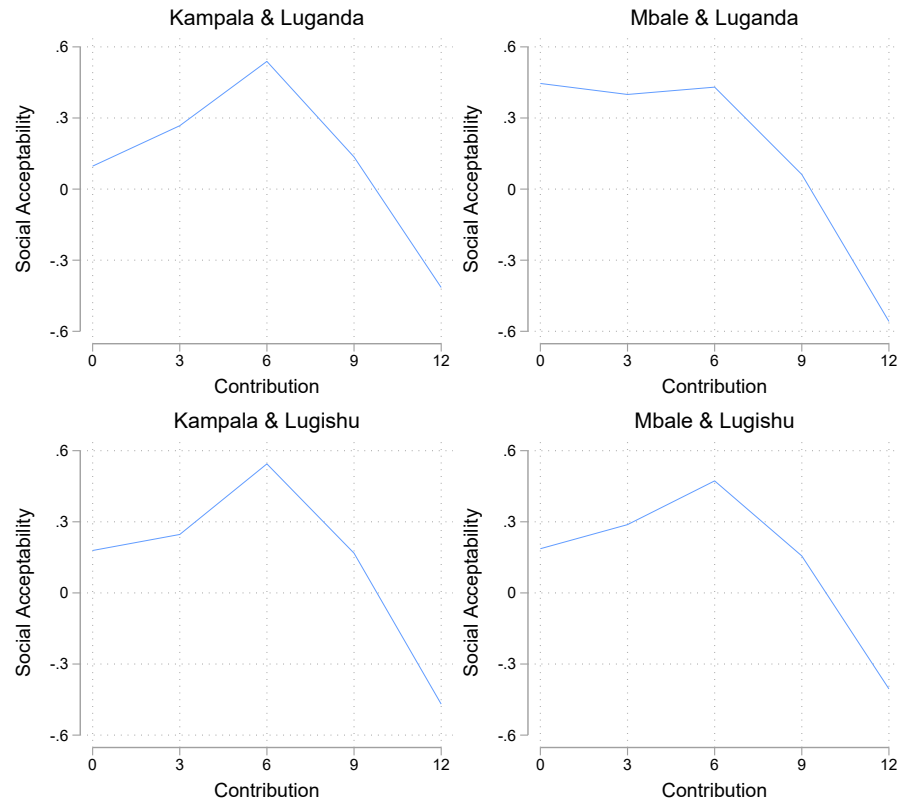 Kampala & Luganda
Social Acceptability
.6
.3
0
-.3
-.6
0 3 6 9 12
Contribution
Mbale & Luganda
Social Acceptability
.6
.3
0
-.3
-.6
0 3 6 9 12
Contribution
Kampala & Lugishu
Social Acceptability
.6
.3
0
-.3
-.6
0 3 6 9 12
Contribution
Mbale & Lugishu
Social Acceptability
.6
.3
0
-.3
-.6
0 3 6 9 12
Contribution